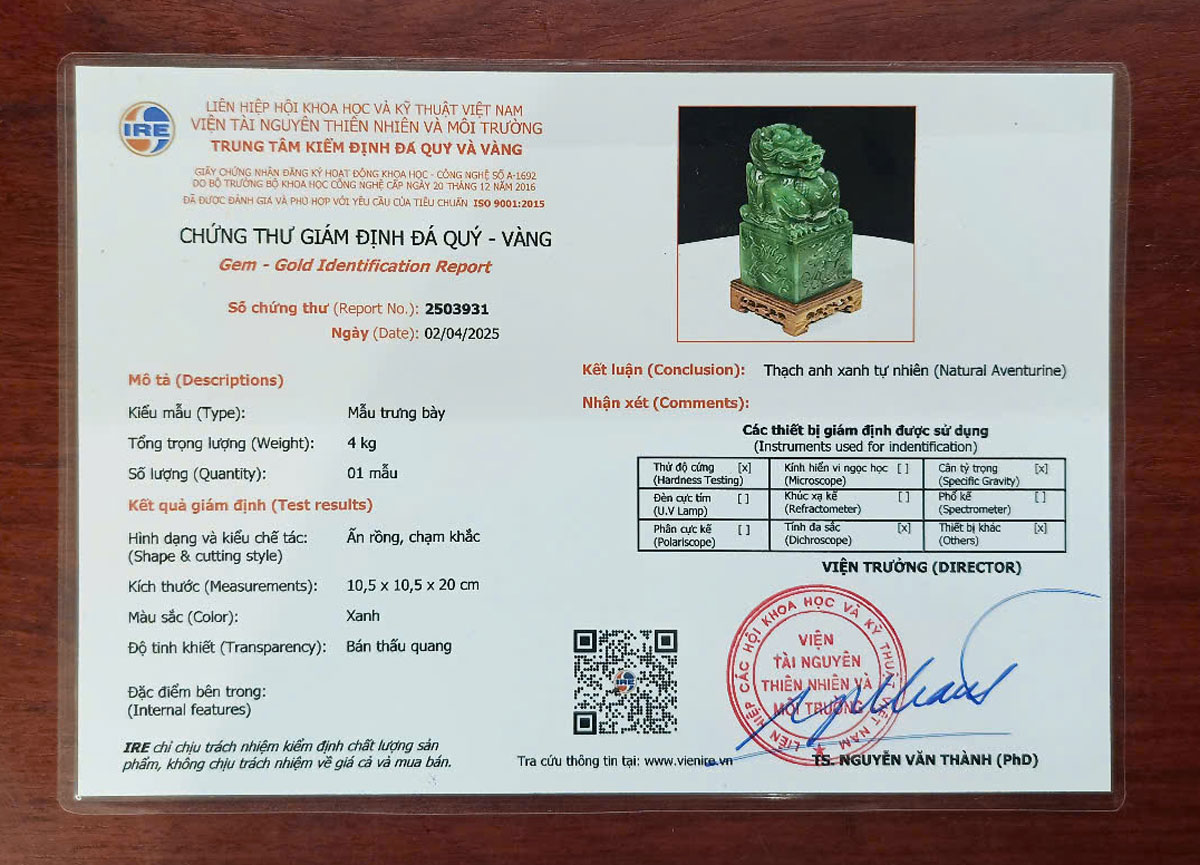 IRE
LIÊN HIỆP HỘI KHOA HỌC VÀ KỸ THUẬT VIỆT NAM
VIỆN TÀI NGUYÊN THIÊN NHIÊN VÀ MÔI TRƯỜNG
TRUNG TÂM KIỂM ĐỊNH ĐÁ QUÝ VÀ VÀNG
GIẤY CHỨNG NHẬN ĐĂNG KÝ HOẠT ĐỘNG KHOA HỌC - CÔNG NGHỆ SỐ A-1692
DO BỘ TRƯỞNG BỘ KHOA HỌC CÔNG NGHỆ CẤP NGÀY 20 THÁNG 12 NĂM 2016
ĐÃ ĐƯỢC ĐÁNH GIÁ VÀ PHÙ HỢP VỚI YÊU CẦU CỦA TIÊU CHUẨN ISO 9001:2015
CHỨNG THƯ GIÁM ĐỊNH ĐÁ QUÝ - VÀNG
Gem - Gold Identification Report
Số chứng thư (Report No.): 2503931
Ngày (Date): 02/04/2025
Mô tả (Descriptions)
Kiểu mẫu (Type): Mẫu trưng bày
Tổng trọng lượng (Weight): 4 kg
Số lượng (Quantity): 01 mẫu
Kết quả giám định (Test results)
Hình dạng và kiểu chế tác: Ấn rồng, chạm khắc
(Shape & cutting style)
Kích thước (Measurements): 10,5 x 10,5 x 20 cm
Màu sắc (Color): Xanh
Độ tinh khiết (Transparency): Bán thấu quang
Đặc điểm bên trong:
(Internal features)
IRE chỉ chịu trách nhiệm kiểm định chất lượng sản
phẩm, không chịu trách nhiệm về giá cả và mua bán.
Kết luận (Conclusion): Thạch anh xanh tự nhiên (Natural Aventurine)
Nhận xét (Comments):
Các thiết bị giám định được sử dụng
(Instruments used for indentification)
Thử độ cứng [x] Kính hiển vi ngọc học [ ] Cân tỷ trọng [x]
(Hardness Testing) (Microscope) (Specific Gravity)
Đèn cực tím [ ] Khúc xạ kế [ ] Phổ kế [ ]
(U.V Lamp) (Refractometer) (Spectrometer)
Phân cực kế [ ] Tính đa sắc [x] Thiết bị khác [x]
(Polariscope) (Dichroscope) (Others)
VIỆN TRƯỞNG (DIRECTOR)
LIÊN HIỆP CÁC HỘI KHOA HỌC VÀ KỸ THUẬT VIỆT NAM
VIỆN
TÀI NGUYÊN
THIÊN NHIÊN VÀ
MÔI TRƯỜNG
IRE
Tra cứu thông tin tại: www.vienire.vn
TS. NGUYỄN VĂN THÀNH (PhD)